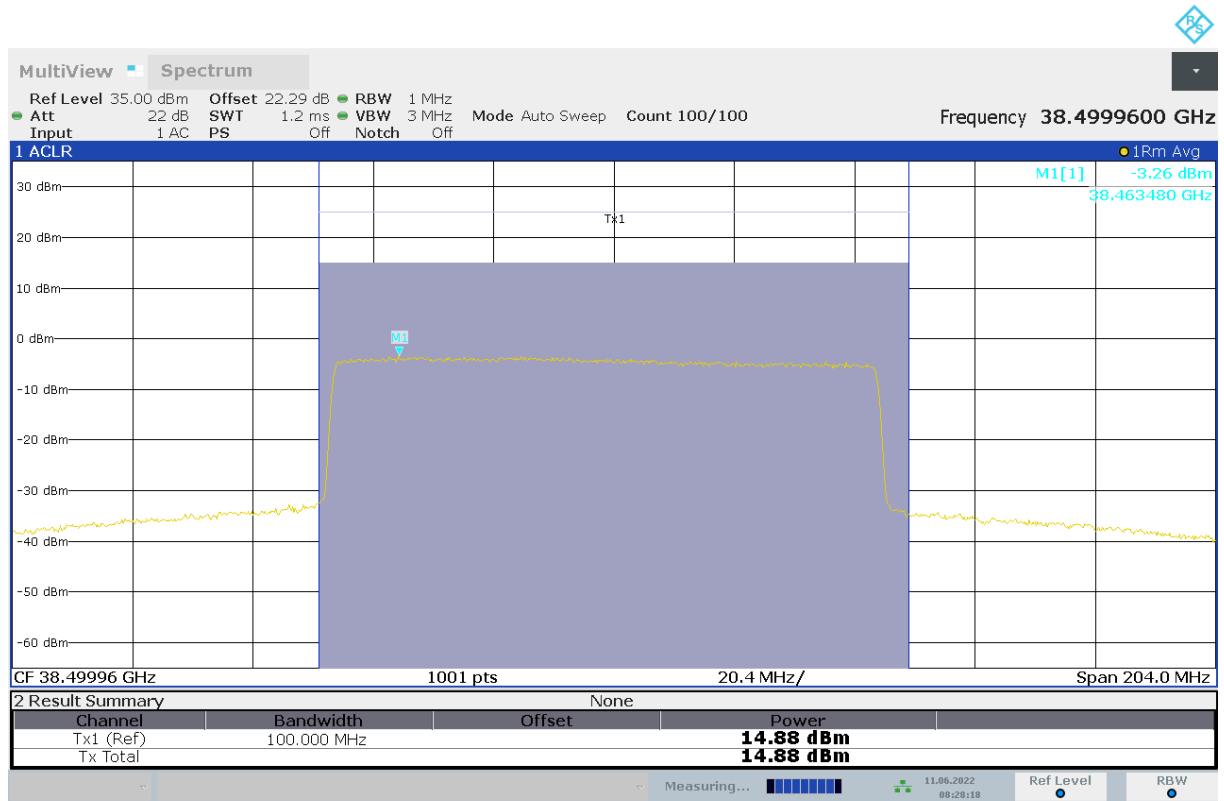 R S
MultiView Spectrum
Ref Level 35.00 dBm Offset 22.29 dB RBW 1 MHz
Att 22 dB SWT 1.2 ms VBW 3 MHz Mode Auto Sweep Count 100/100 Frequency 38.4999600 GHz
Input 1 AC PS Off Notch Off
1 ACLR 1Rm Avg
M1[1] -3.26 dBm
38.463480 GHz
30 dBm
Tx1
20 dBm
10 dBm
0 dBm
M1
-10 dBm
-20 dBm
-30 dBm
-40 dBm
-50 dBm
-60 dBm
CF 38.49996 GHz 1001 pts 20.4 MHz/ Span 204.0 MHz
2 Result Summary None
Channel Bandwidth Offset Power
Tx1 (Ref) 100.000 MHz 14.88 dBm
Tx Total 14.88 dBm
Measuring... 11.06.2022 Ref Level RBW
08:28:18